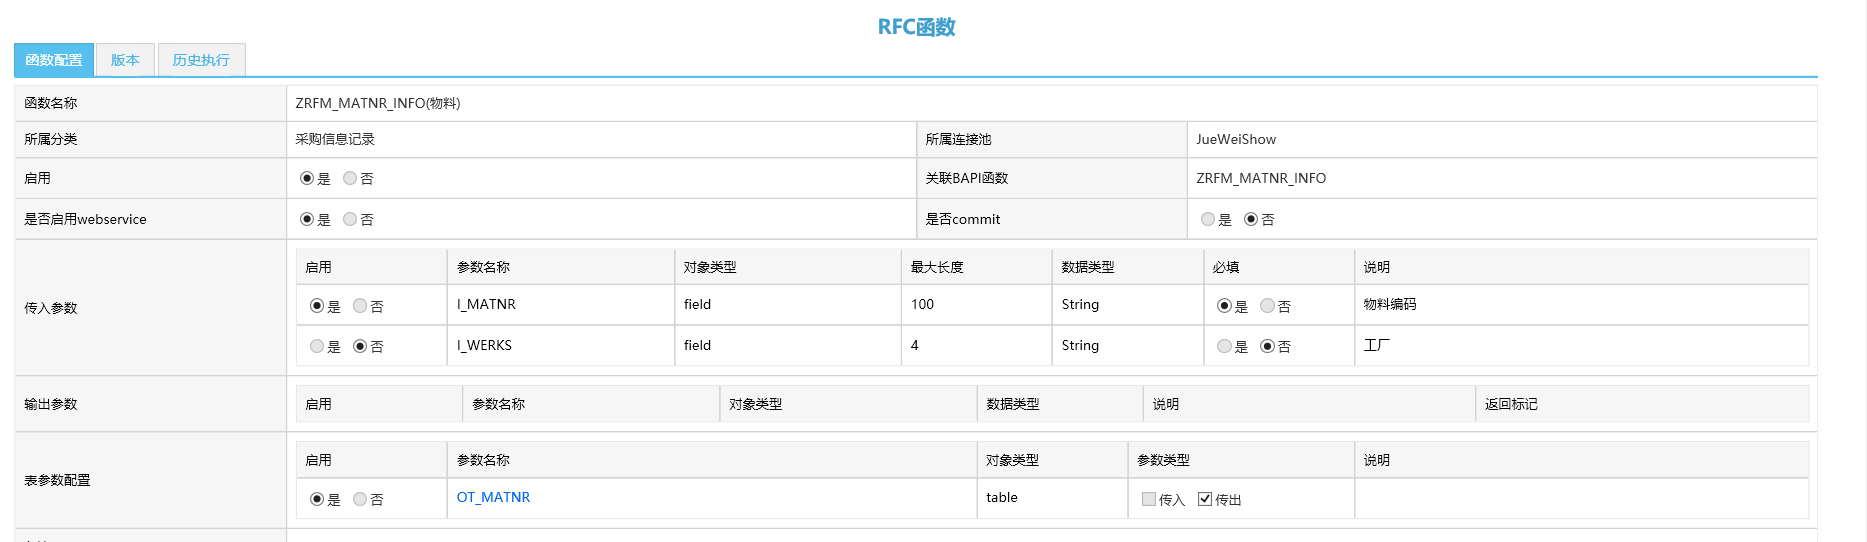 RFC函数
函数配置 版本 历史执行
函数名称 ZRFM_MATNR_INFO(物料)
所属分类 采购信息记录 所属连接池 JueWeiShow
启用 是 否 关联BAPI函数 ZRFM_MATNR_INFO
是否启用webservice 是 否 是否commit 是 否
传入参数
启用 参数名称 对象类型 最大长度 数据类型 必填 说明
是 否 I_MATNR field 100 String 是 否 物料编码
是 否 I_WERKS field 4 String 是 否 工厂
输出参数 启用 参数名称 对象类型 数据类型 说明 返回标记
表参数配置
启用 参数名称 对象类型 参数类型 说明
是 否 OT_MATNR table 传入 传出